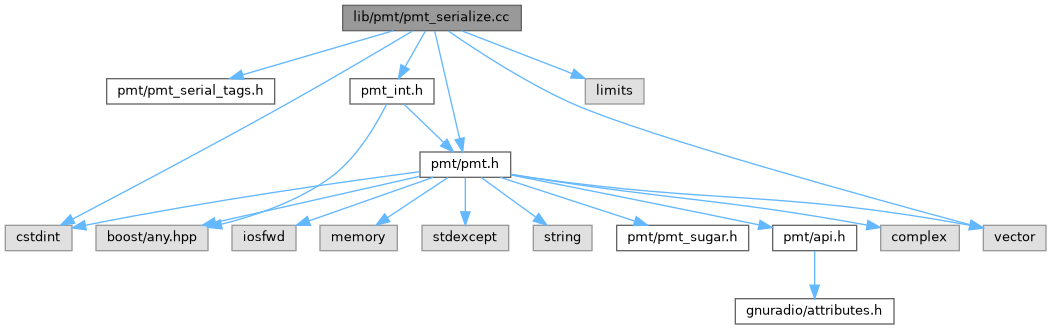 lib/pmt/pmt_serialize.cc
pmt/pmt_serial_tags.h
pmt_int.h
limits
pmt/pmt.h
cstdint
boost/any.hpp
iosfwd
memory
stdexcept
string
pmt/pmt_sugar.h
pmt/api.h
complex
vector
gnuradio/attributes.h